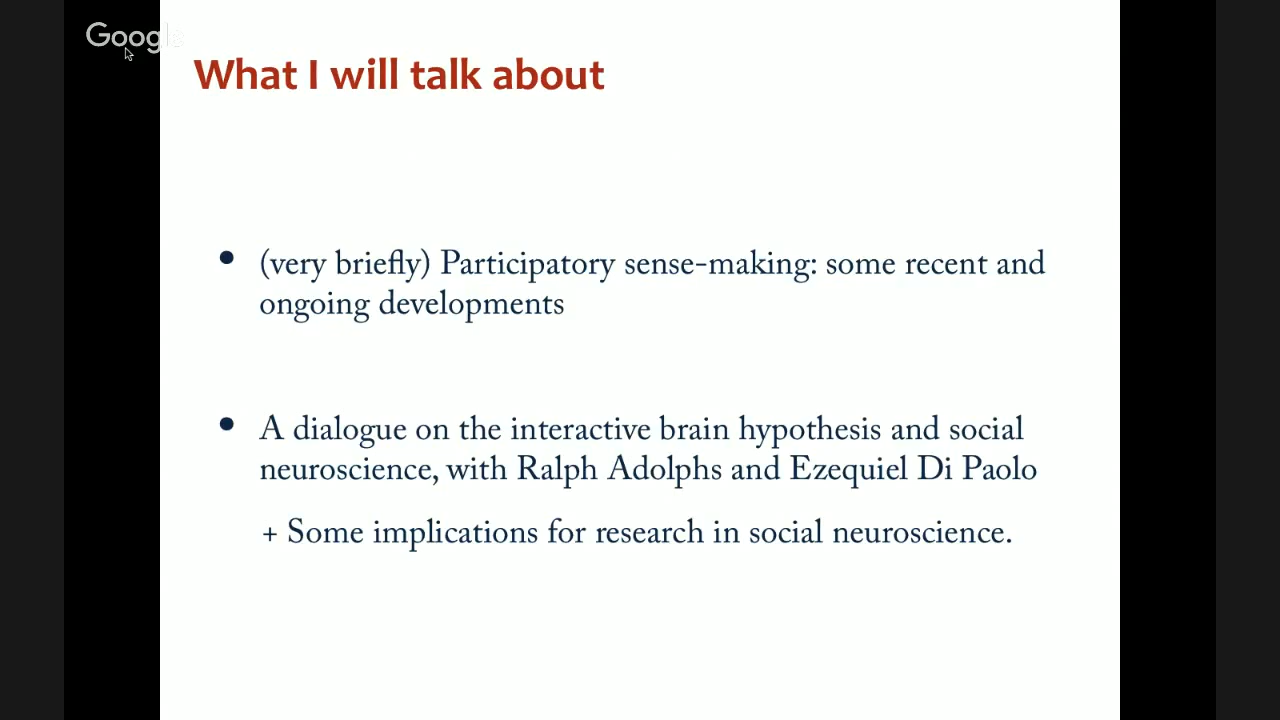 Google
What I will talk about
• (very briefly) Participatory sense-making: some recent and
ongoing developments
• A dialogue on the interactive brain hypothesis and social
neuroscience, with Ralph Adolphs and Ezequiel Di Paolo
+ Some implications for research in social neuroscience.